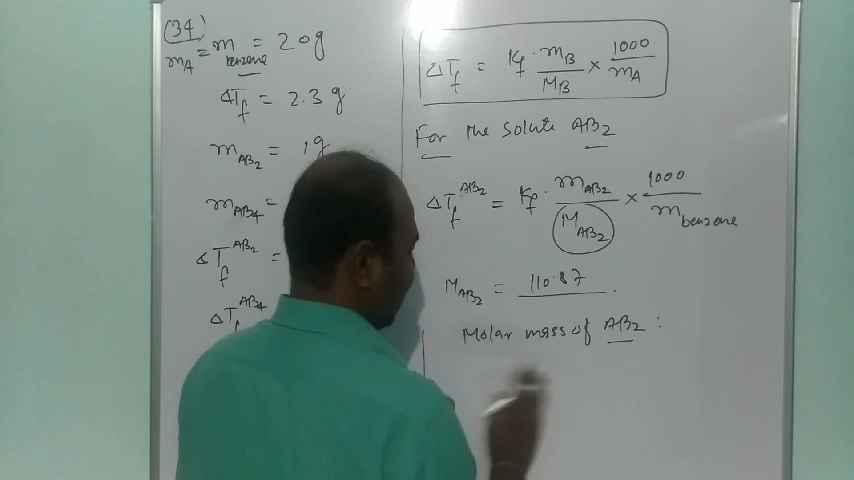 (34)
m_A = m_benzene = 20g
ΔT_f = 2.3 g
m_AB2 = 1g
m_AB4 =
ΔT_f^AB2 =
ΔT_f^AB4
ΔT_f = K_f · m_B / M_B × 1000 / m_A
For the solute AB2
ΔT_f^AB2 = K_f · m_AB2 / M_AB2 × 1000 / m_benzene
M_AB2 = 110.87
Molar mass of AB2 :